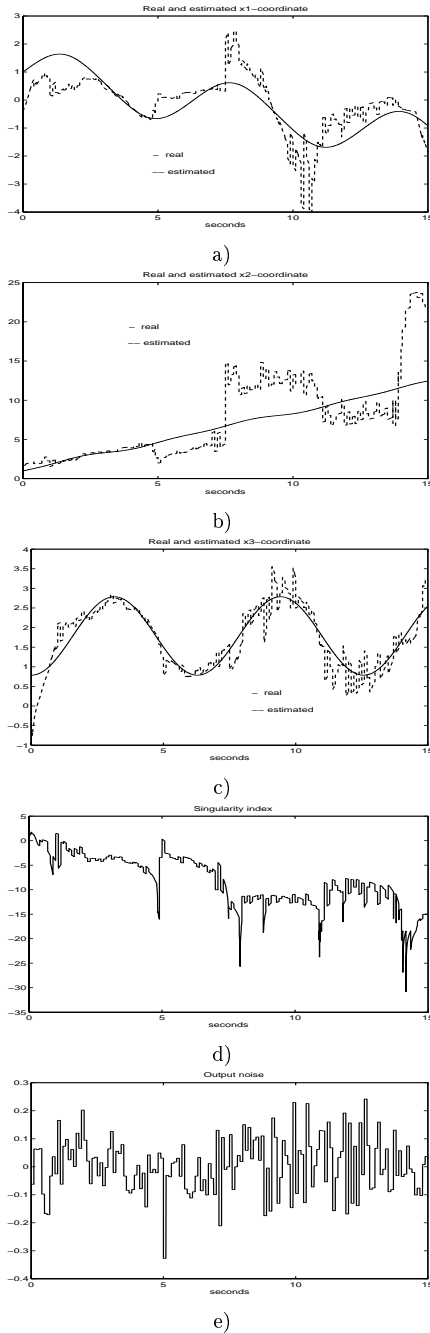 Real and estimated x1-coordinate
3
2
1
0
-1
-2
-3
-4
- real
-- estimated
0 5 10 15
seconds
a)
Real and estimated x2-coordinate
25
20
15
10
5
0
- real
-- estimated
0 5 10 15
seconds
b)
Real and estimated x3-coordinate
4
3.5
3
2.5
2
1.5
1
0.5
0
-0.5
-1
- real
-- estimated
0 5 10 15
seconds
c)
Singularity index
5
0
-5
-10
-15
-20
-25
-30
-35
0 5 10 15
seconds
d)
Output noise
0.3
0.2
0.1
0
-0.1
-0.2
-0.3
-0.4
0 5 10 15
seconds
e)